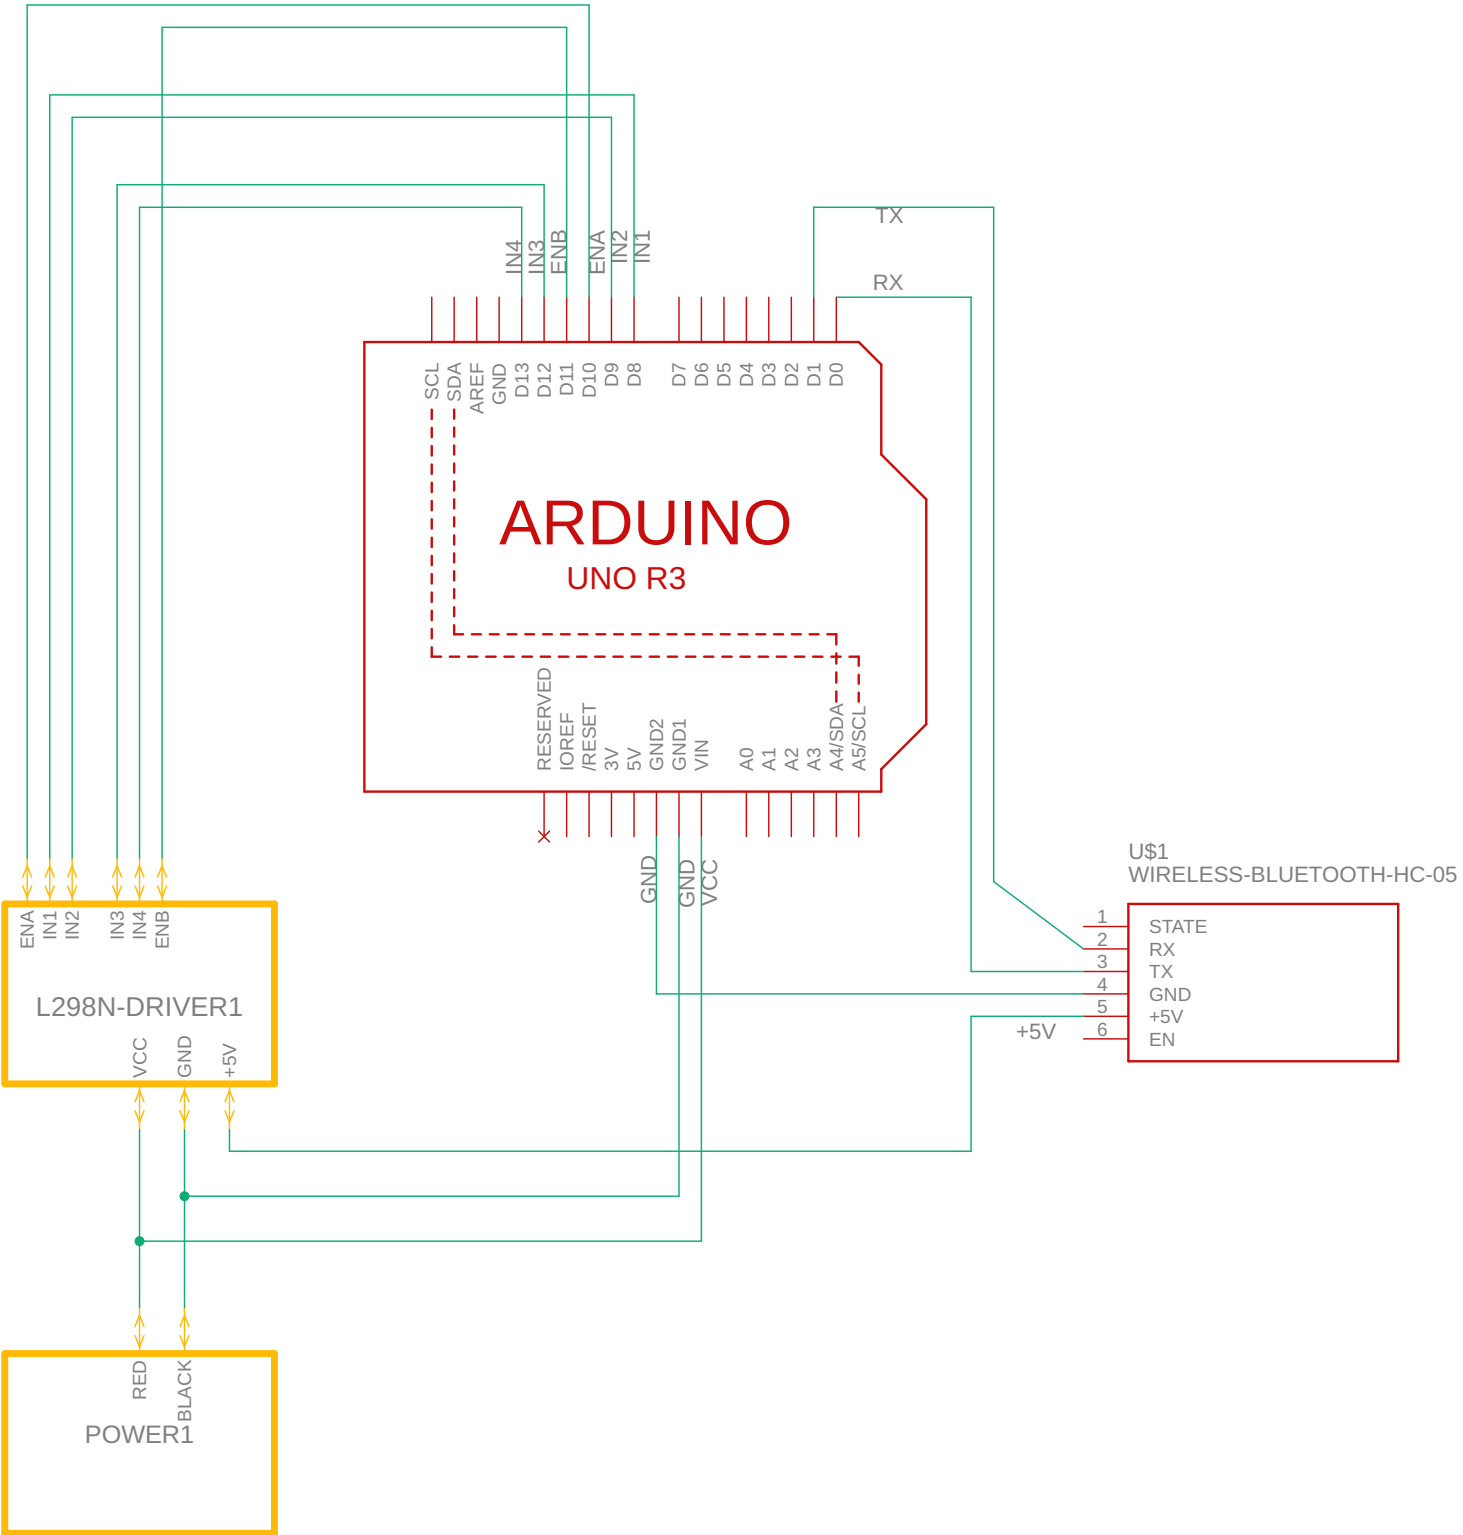 TX
RX
IN4
IN3
ENB
ENA
IN2
IN1
SCL
SDA
AREF
GND
D13
D12
D11
D10
D9
D8
D7
D6
D5
D4
D3
D2
D1
D0
ARDUINO
UNO R3
RESERVED
IOREF
/RESET
3V
5V
GND2
GND1
VIN
A0
A1
A2
A3
A4/SDA
A5/SCL
GND
GND
VCC
U$1
WIRELESS-BLUETOOTH-HC-05
1 STATE
2 RX
3 TX
4 GND
5 +5V
6 EN
+5V
ENA
IN1
IN2
IN3
IN4
ENB
L298N-DRIVER1
VCC
GND
+5V
RED
BLACK
POWER1